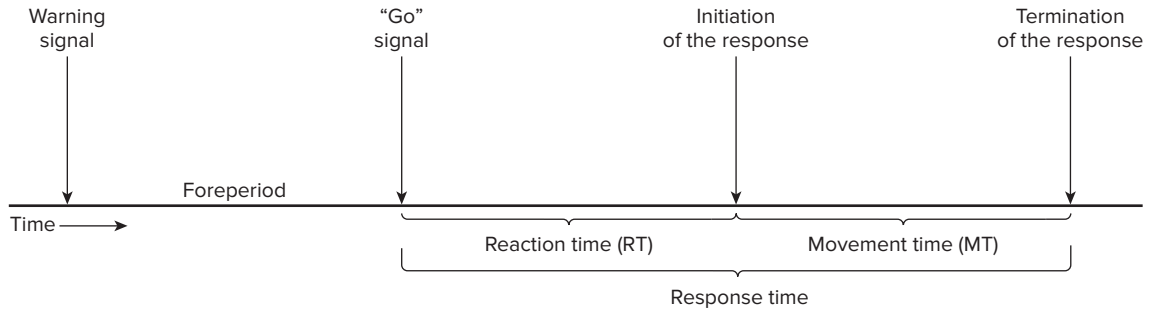 Warning
signal
“Go”
signal
Initiation
of the response
Termination
of the response
Foreperiod
Time
Reaction time (RT)
Movement time (MT)
Response time